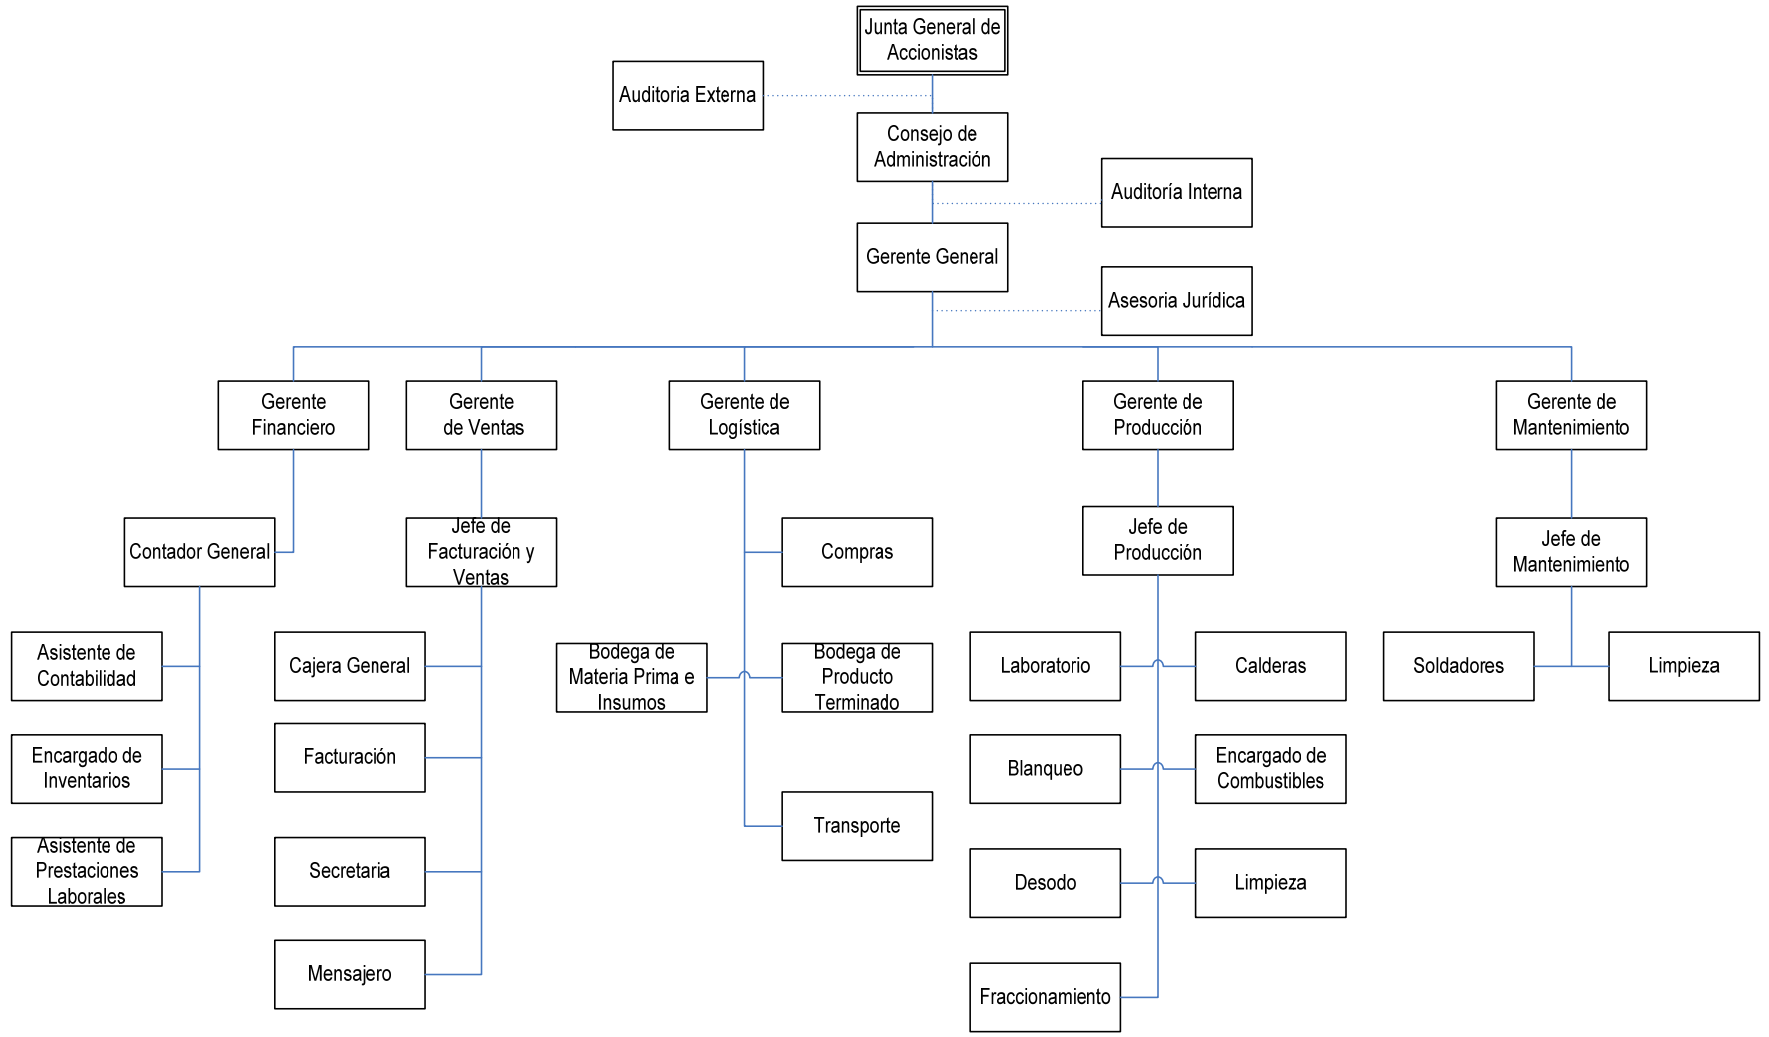 Junta General de
Accionistas
Auditoria Externa
Consejo de
Administración
Auditoría Interna
Gerente General
Asesoria Jurídica
Gerente
Financiero
Gerente
de Ventas
Gerente de
Logística
Gerente de
Producción
Gerente de
Mantenimiento
Contador General
Jefe de
Facturación y
Ventas
Compras
Jefe de
Producción
Jefe de
Mantenimiento
Asistente de
Contabilidad
Cajera General
Bodega de
Materia Prima e
Insumos
Bodega de
Producto
Terminado
Laboratorio
Calderas
Soldadores
Limpieza
Encargado de
Inventarios
Facturación
Blanqueo
Encargado de
Combustibles
Transporte
Asistente de
Prestaciones
Laborales
Secretaria
Desodo
Limpieza
Mensajero
Fraccionamiento